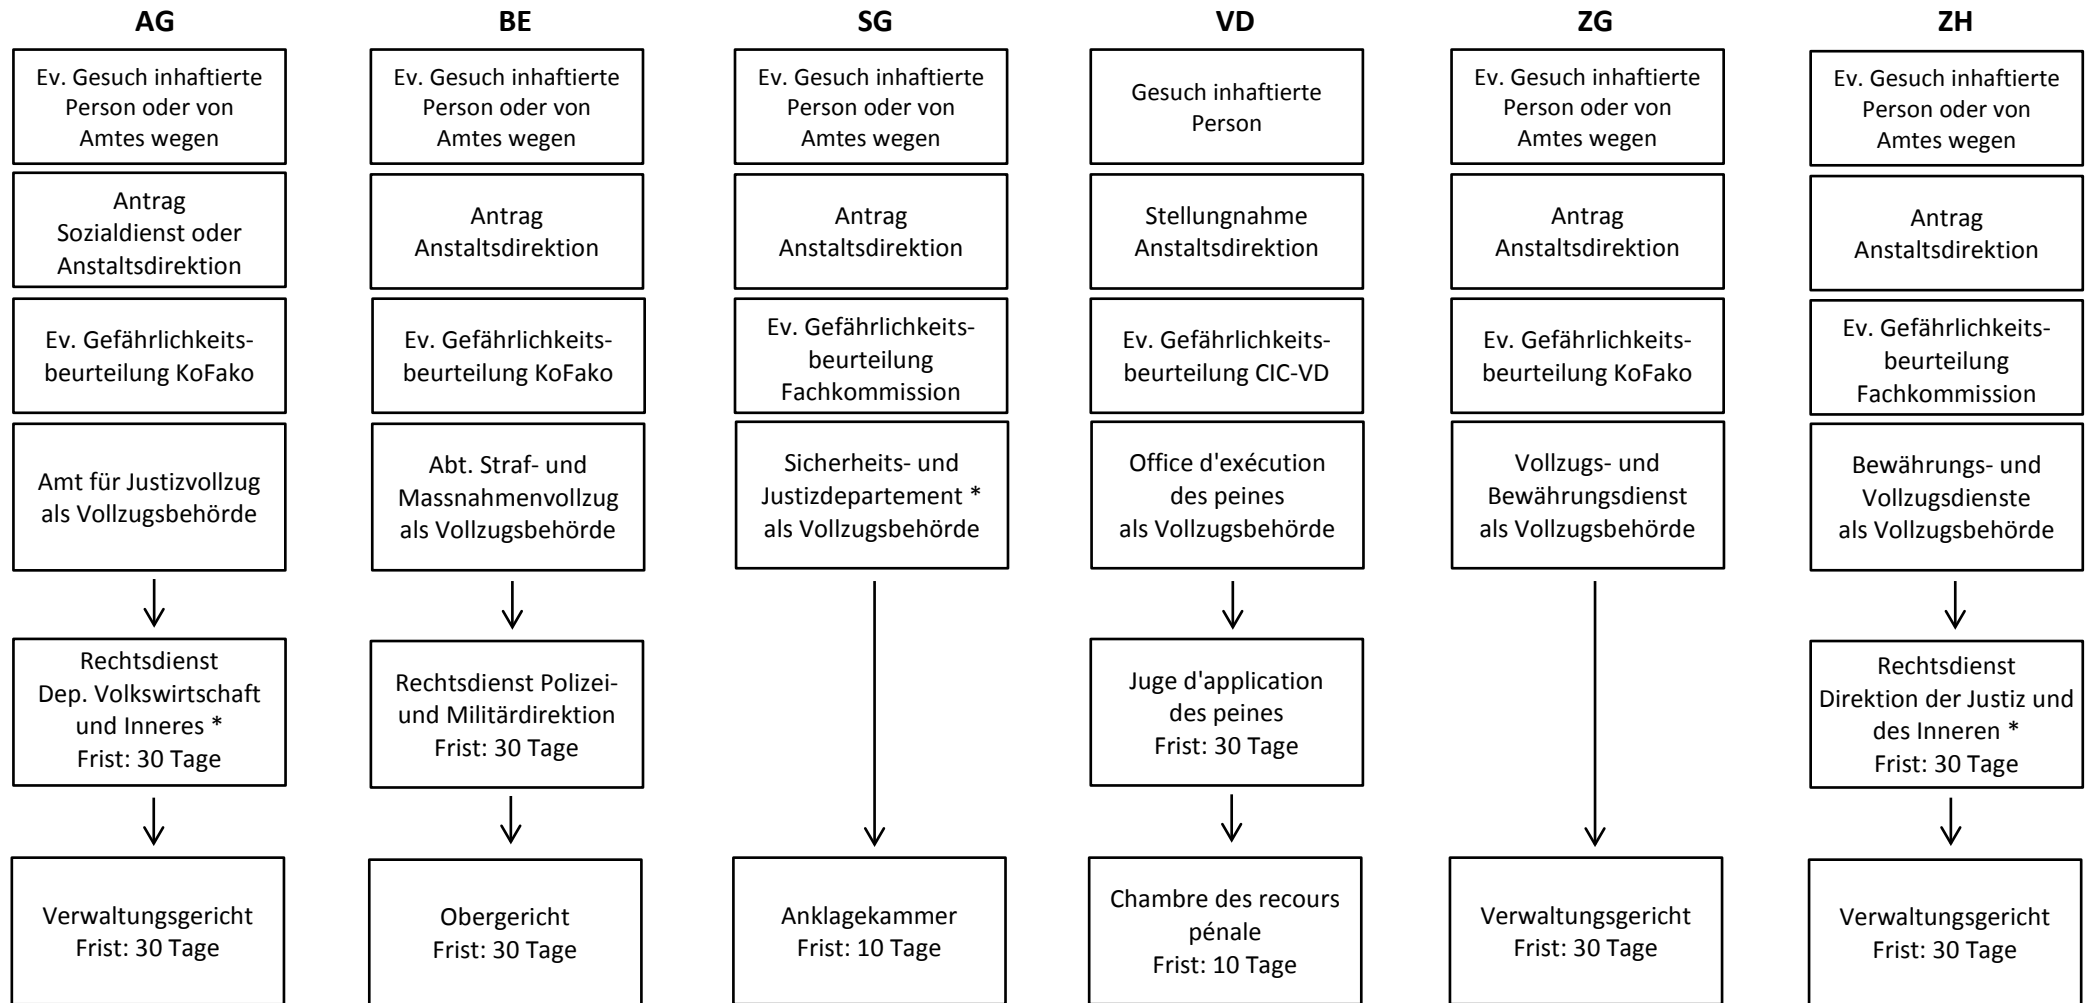 AG
Ev. Gesuch inhaftierte
Person oder von
Amtes wegen
Antrag
Sozialdienst oder
Anstaltsdirektion
Ev. Gefährlichkeits-
beurteilung KoFako
Amt für Justizvollzug
als Vollzugsbehörde
Rechtsdienst
Dep. Volkswirtschaft
und Inneres *
Frist: 30 Tage
Verwaltungsgericht
Frist: 30 Tage
BE
Ev. Gesuch inhaftierte
Person oder von
Amtes wegen
Antrag
Anstaltsdirektion
Ev. Gefährlichkeits-
beurteilung KoFako
Abt. Straf- und
Massnahmenvollzug
als Vollzugsbehörde
Rechtsdienst Polizei-
und Militärdirektion
Frist: 30 Tage
Obergericht
Frist: 30 Tage
SG
Ev. Gesuch inhaftierte
Person oder von
Amtes wegen
Antrag
Anstaltsdirektion
Ev. Gefährlichkeits-
beurteilung
Fachkommission
Sicherheits- und
Justizdepartement *
als Vollzugsbehörde
Anklagekammer
Frist: 10 Tage
VD
Gesuch inhaftierte
Person
Stellungnahme
Anstaltsdirektion
Ev. Gefährlichkeits-
beurteilung CIC-VD
Office d'exécution
des peines
als Vollzugsbehörde
Juge d'application
des peines
Frist: 30 Tage
Chambre des recours
pénale
Frist: 10 Tage
ZG
Ev. Gesuch inhaftierte
Person oder von
Amtes wegen
Antrag
Anstaltsdirektion
Ev. Gefährlichkeits-
beurteilung KoFako
Vollzugs- und
Bewährungsdienst
als Vollzugsbehörde
Verwaltungsgericht
Frist: 30 Tage
ZH
Ev. Gesuch inhaftierte
Person oder von
Amtes wegen
Antrag
Anstaltsdirektion
Ev. Gefährlichkeits-
beurteilung
Fachkommission
Bewährungs- und
Vollzugsdienste
als Vollzugsbehörde
Rechtsdienst
Direktion der Justiz und
des Inneren *
Frist: 30 Tage
Verwaltungsgericht
Frist: 30 Tage